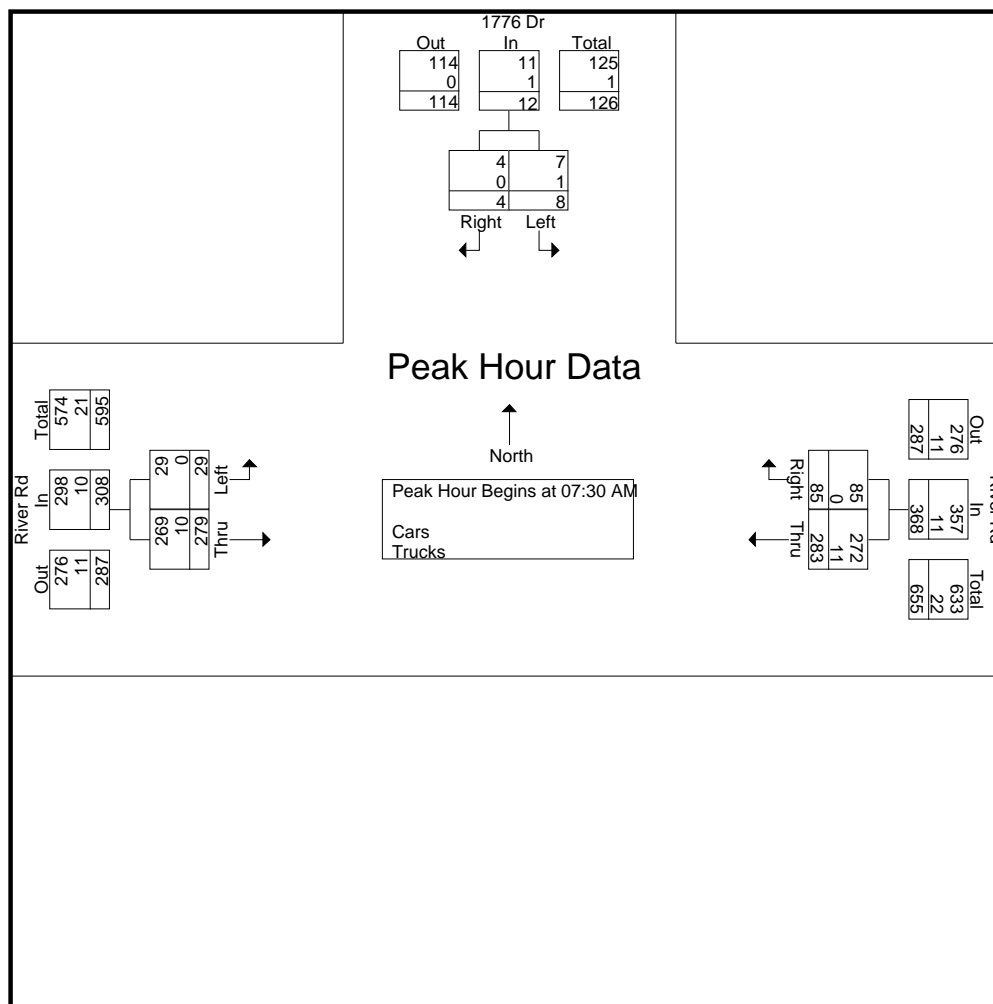 1776 Dr
Out In Total
114 11 125
0 1 1
114 12 126
4 7
0 1
4 8
Right Left
Peak Hour Data
North
Peak Hour Begins at 07:30 AM
Cars
Trucks
River Rd
Out In Total
276 298 574
11 10 21
287 308 595
Thru Left
269 29
10 0
279 29
Right Thru
85 272
0 11
85 283
Out In Total
276 357 633
11 11 22
287 368 655